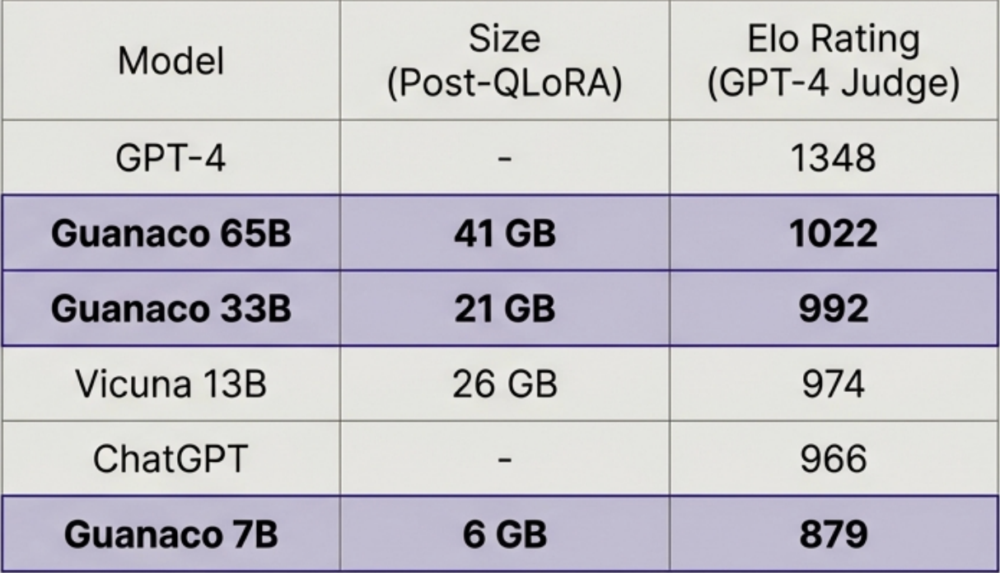 Model
Size
(Post-QLoRA)
Elo Rating
(GPT-4 Judge)
GPT-4
-
1348
Guanaco 65B
41 GB
1022
Guanaco 33B
21 GB
992
Vicuna 13B
26 GB
974
ChatGPT
-
966
Guanaco 7B
6 GB
879